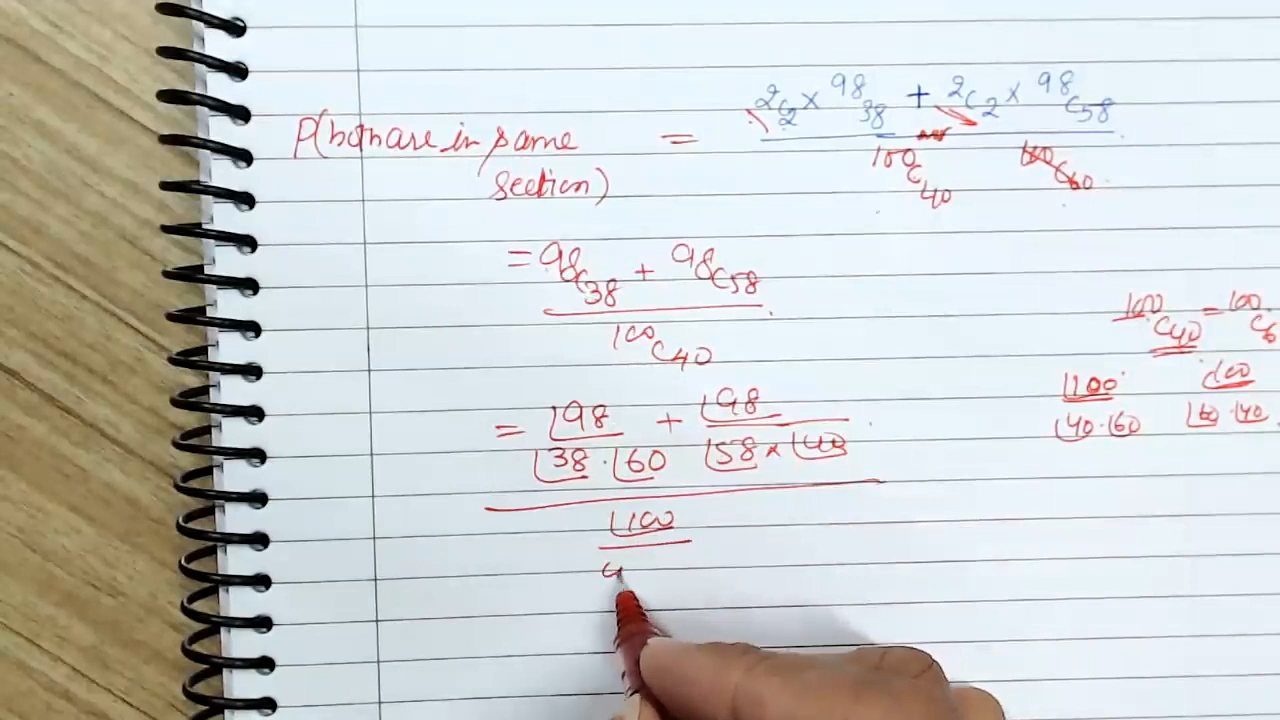 P(both are in same section) = 2C2 × 98C38 + 2C2 × 98C58
100C40 100C60
= 98C38 + 98C58
100C40
100C40 = 100C6
⌊100 ⌊100
⌊40 · ⌊60 ⌊60 · ⌊40
= ⌊98 + ⌊98
⌊38 · ⌊60 ⌊58 × ⌊40
⌊100